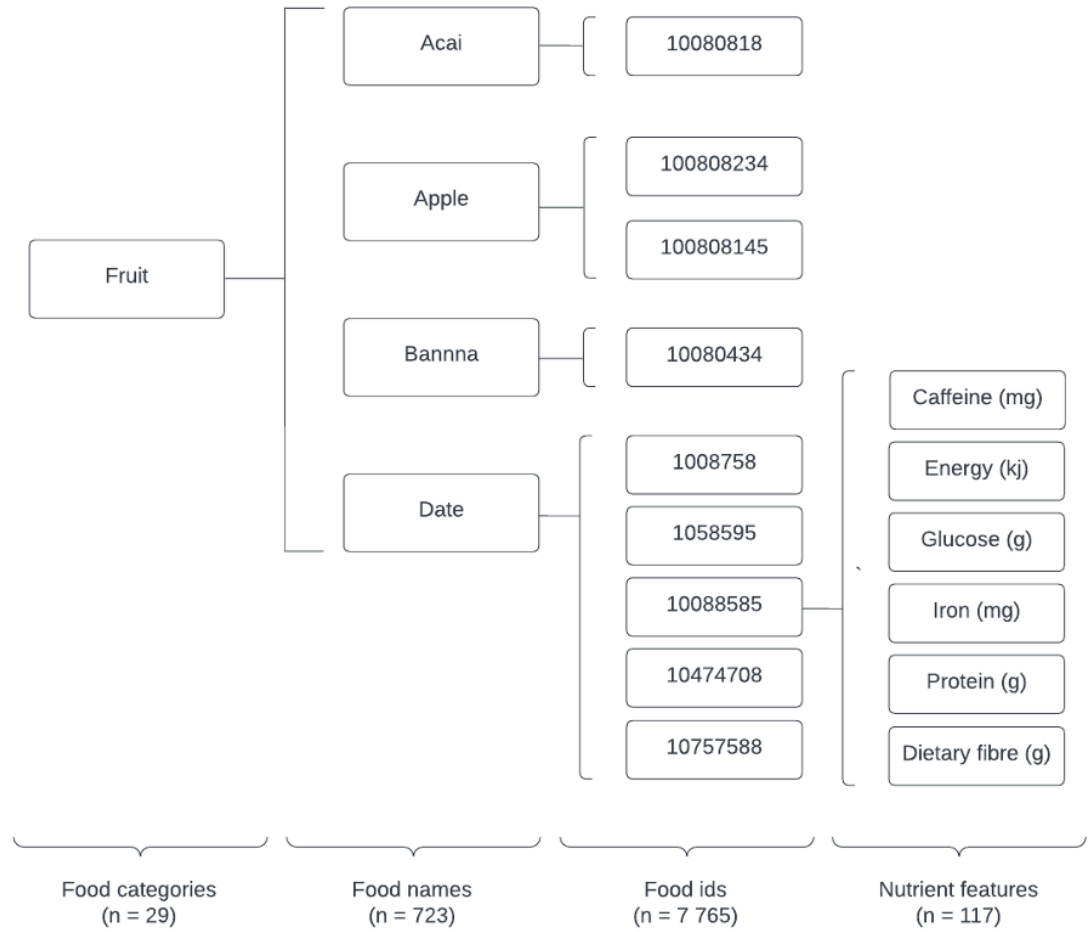 Fruit
Acai
Apple
Bannna
Date
10080818
100808234
100808145
10080434
1008758
1058595
10088585
10474708
10757588
Caffeine (mg)
Energy (kj)
Glucose (g)
Iron (mg)
Protein (g)
Dietary fibre (g)
Food categories
(n = 29)
Food names
(n = 723)
Food ids
(n = 7 765)
Nutrient features
(n = 117)